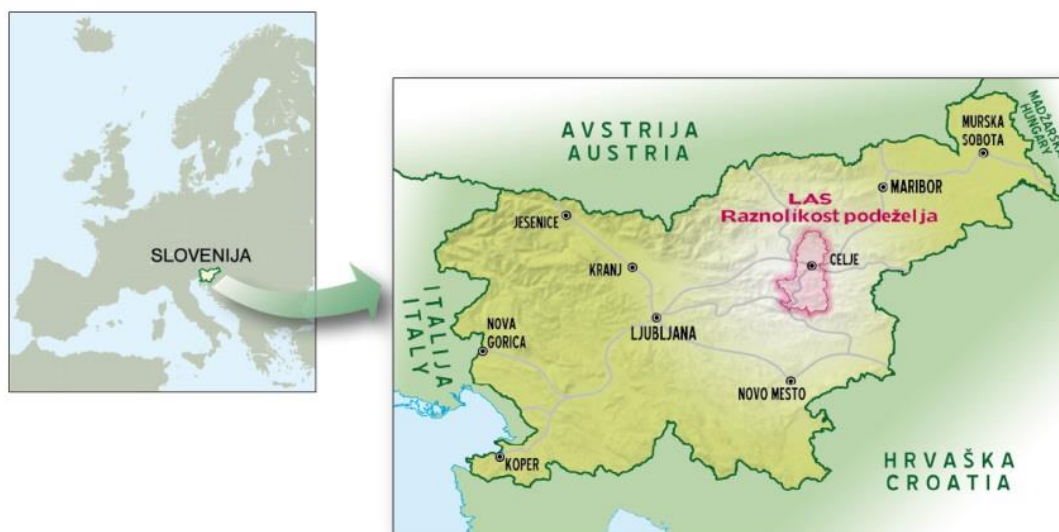 SLOVENIJA
AVSTRIJA
AUSTRIA
MADŽARSKA
HUNGARY
MURSKA
SOBOTA
MARIBOR
LAS
Raznolikost podeželja
JESENICE
KRANJ
CELJE
ITALIJA
ITALY
NOVA
GORICA
LJUBLJANA
NOVO MESTO
KOPER
HRVAŠKA
CROATIA